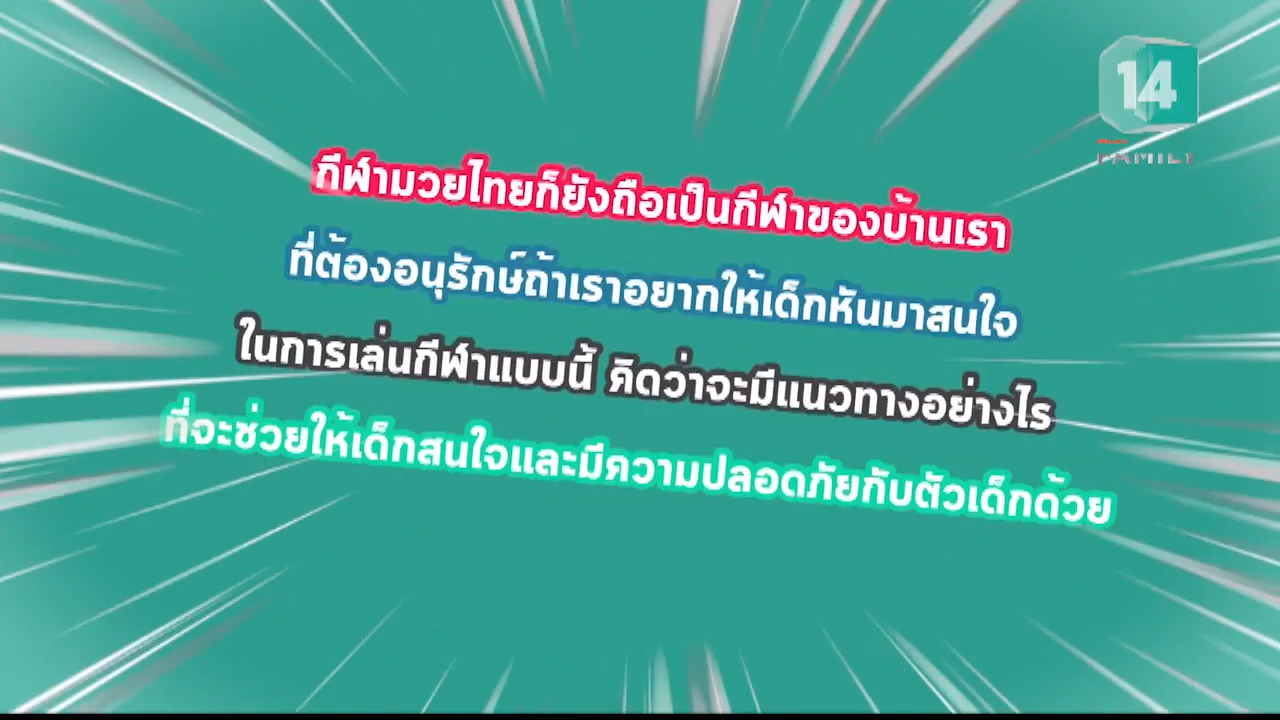 14
FAMILY
กีฬามวยไทยก็ยังถือเป็นกีฬาของบ้านเรา
ที่ต้องอนุรักษ์ถ้าเราอยากให้เด็กหันมาสนใจ
ในการเล่นกีฬาแบบนี้ คิดว่าจะมีแนวทางอย่างไร
ที่จะช่วยให้เด็กสนใจและมีความปลอดภัยกับตัวเด็กด้วย